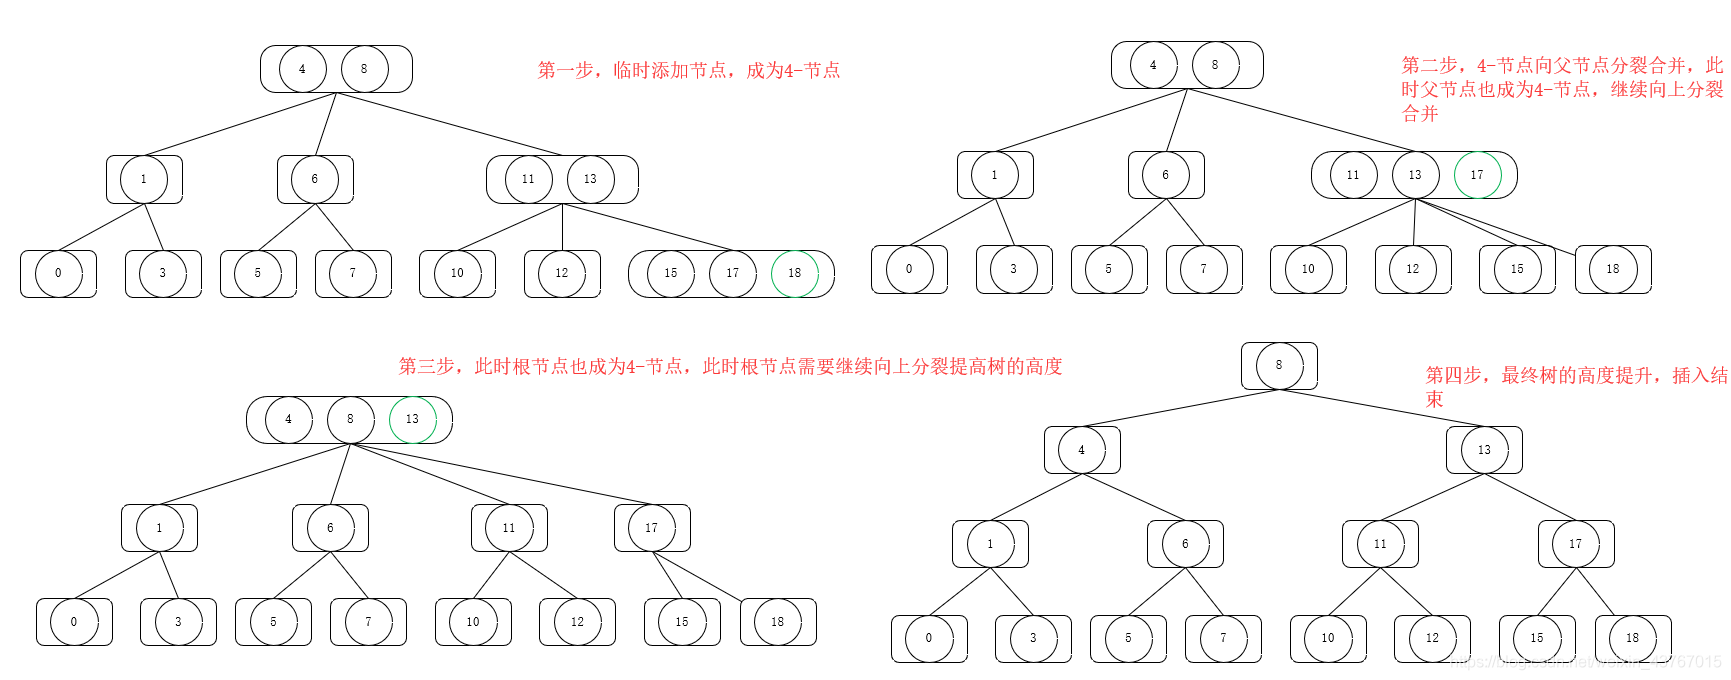 4 8
第一步，临时添加节点，成为4-节点
1 6 11 13
0 3 5 7 10 12 15 17 18
4 8
第二步，4-节点向父节点分裂合并，此
时父节点也成为4-节点，继续向上分裂
合并
1 6 11 13 17
0 3 5 7 10 12 15 18
第三步，此时根节点也成为4-节点，此时根节点需要继续向上分裂提高树的高度
4 8 13
1 6 11 17
0 3 5 7 10 12 15 18
8
第四步，最终树的高度提升，插入结
束
4 13
1 6 11 17
0 3 5 7 10 12 15 18
https://blog.csdn.net/weixin_43767015